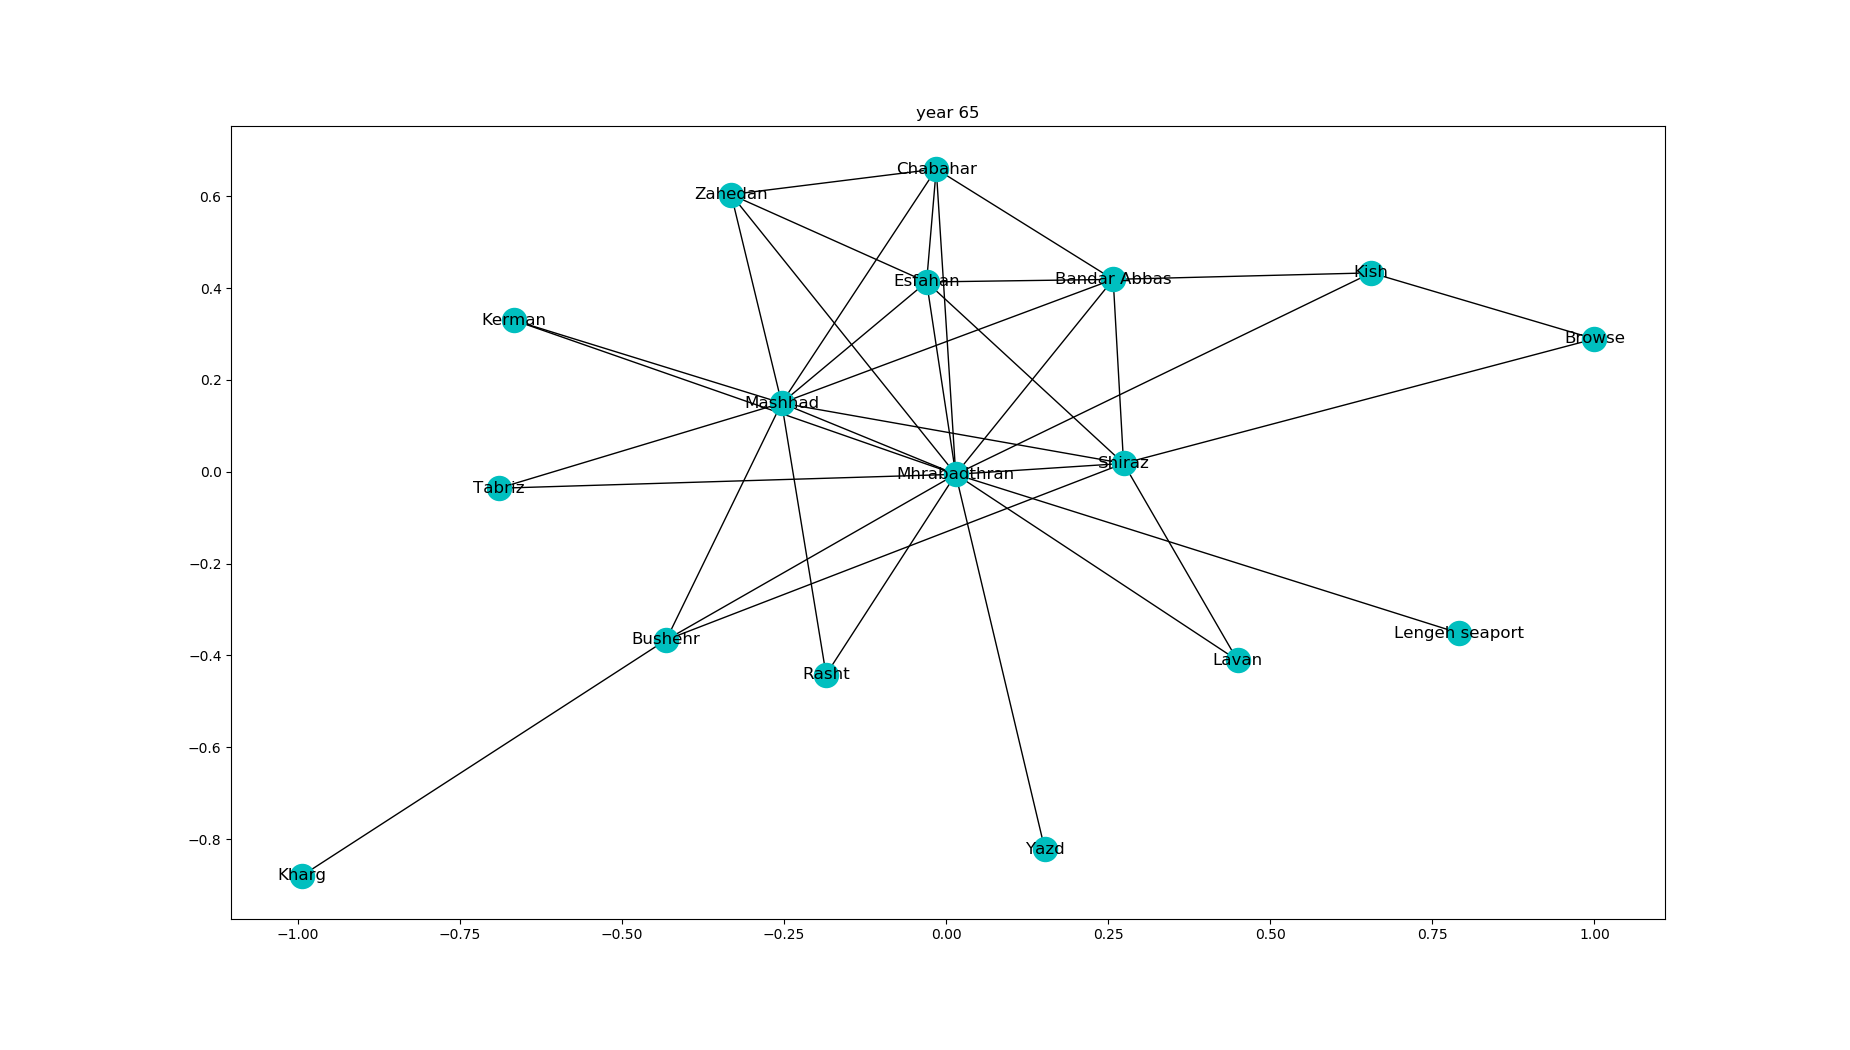 year 65
Chabahar
Zahedan
0.6
Esfahan
Bandar Abbas
Kish
0.4
Kerman
Browse
0.2
Mashhad
Shiraz
0.0
Mhrabadthran
Tabriz
−0.2
Lengeh seaport
Bushehr
−0.4
Lavan
Rasht
−0.6
−0.8
Yazd
Kharg
−1.00 −0.75 −0.50 −0.25 0.00 0.25 0.50 0.75 1.00